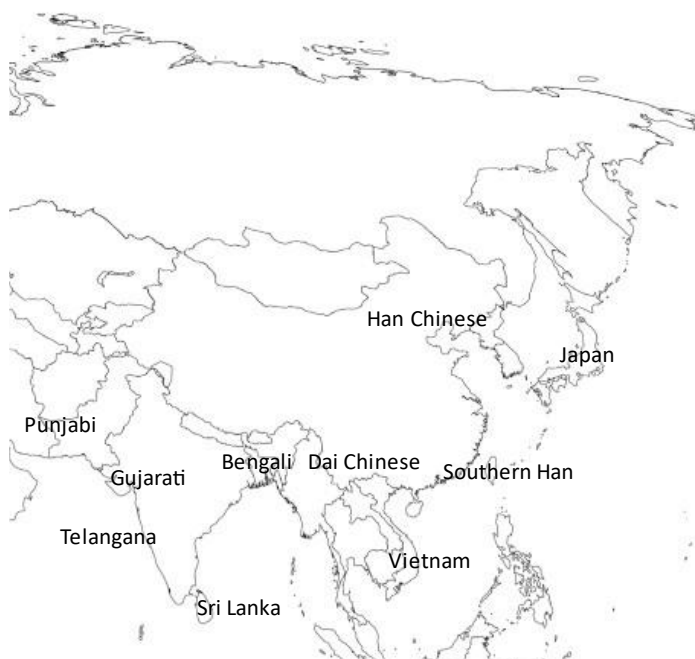 Han Chinese
Japan
Punjabi
Gujarati
Bengali
Dai Chinese
Southern Han
Telangana
Vietnam
Sri Lanka